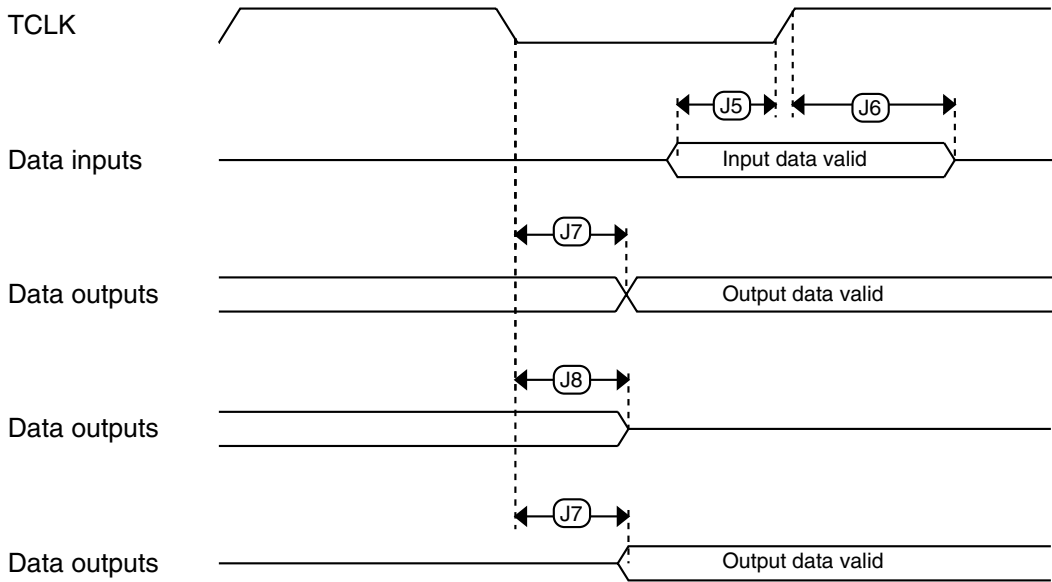 TCLK
J5
J6
Data inputs
Input data valid
J7
Data outputs
Output data valid
J8
Data outputs
J7
Data outputs
Output data valid